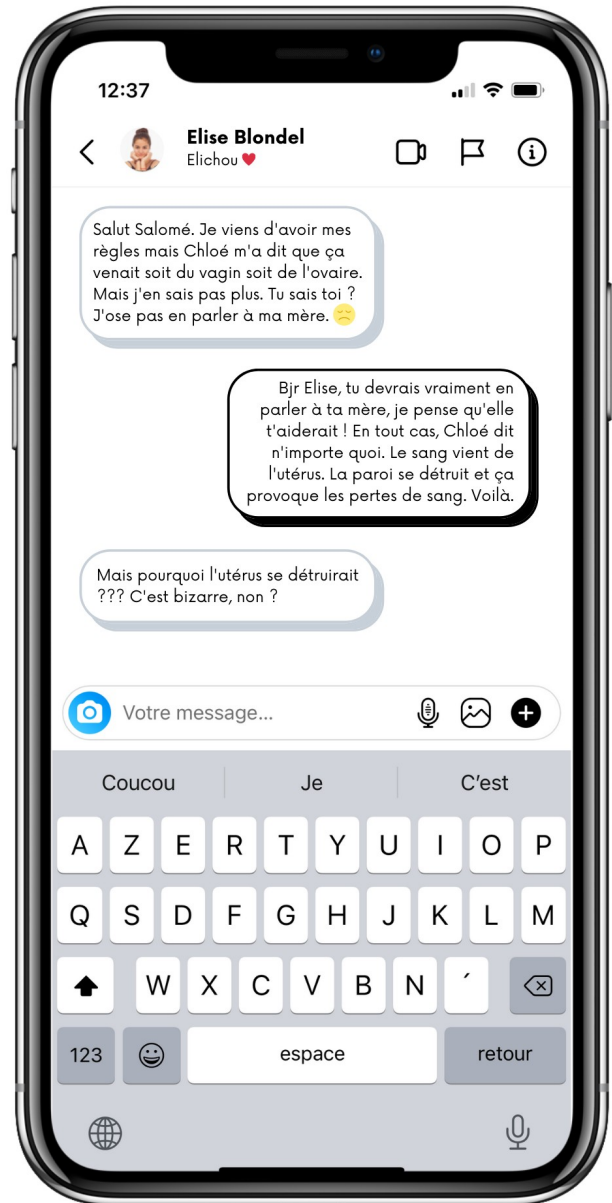 12:37
Elise Blondel
Elichou ❤️
Salut Salomé. Je viens d'avoir mes
règles mais Chloé m'a dit que ça
venait soit du vagin soit de l'ovaire.
Mais j'en sais pas plus. Tu sais toi ?
J'ose pas en parler à ma mère. 😔
Bjr Elise, tu devrais vraiment en
parler à ta mère, je pense qu'elle
t'aiderait ! En tout cas, Chloé dit
n'importe quoi. Le sang vient de
l'utérus. La paroi se détruit et ça
provoque les pertes de sang. Voilà.
Mais pourquoi l'utérus se détruirait
??? C'est bizarre, non ?
Votre message...
Coucou Je C'est
A Z E R T Y U I O P
Q S D F G H J K L M
W X C V B N ´
123 espace retour